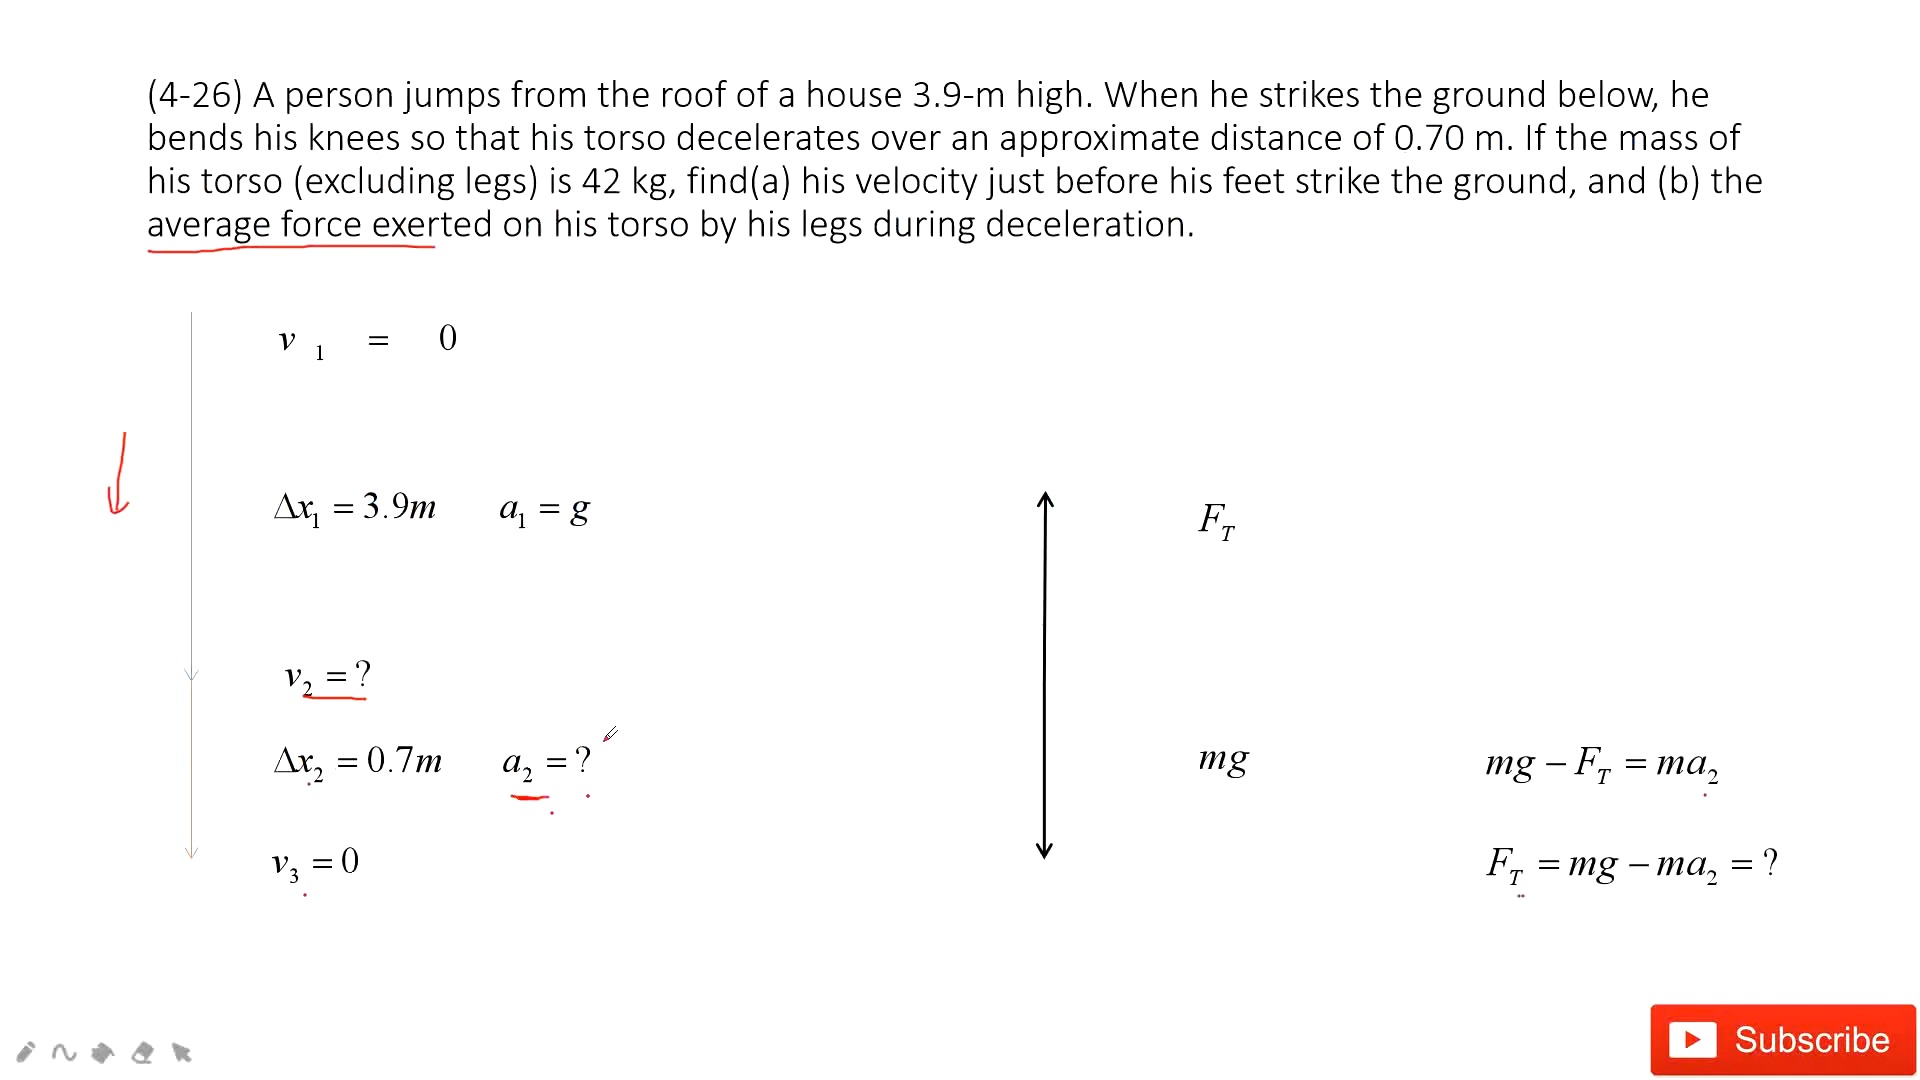 (4-26) A person jumps from the roof of a house 3.9-m high. When he strikes the ground below, he
bends his knees so that his torso decelerates over an approximate distance of 0.70 m. If the mass of
his torso (excluding legs) is 42 kg, find(a) his velocity just before his feet strike the ground, and (b) the
average force exerted on his torso by his legs during deceleration.
v₁ = 0
Δx₁ = 3.9m a₁ = g
F_T
v₂ = ?
Δx₂ = 0.7m a₂ = ?
mg
mg − F_T = ma₂
v₃ = 0
F_T = mg − ma₂ = ?
Subscribe